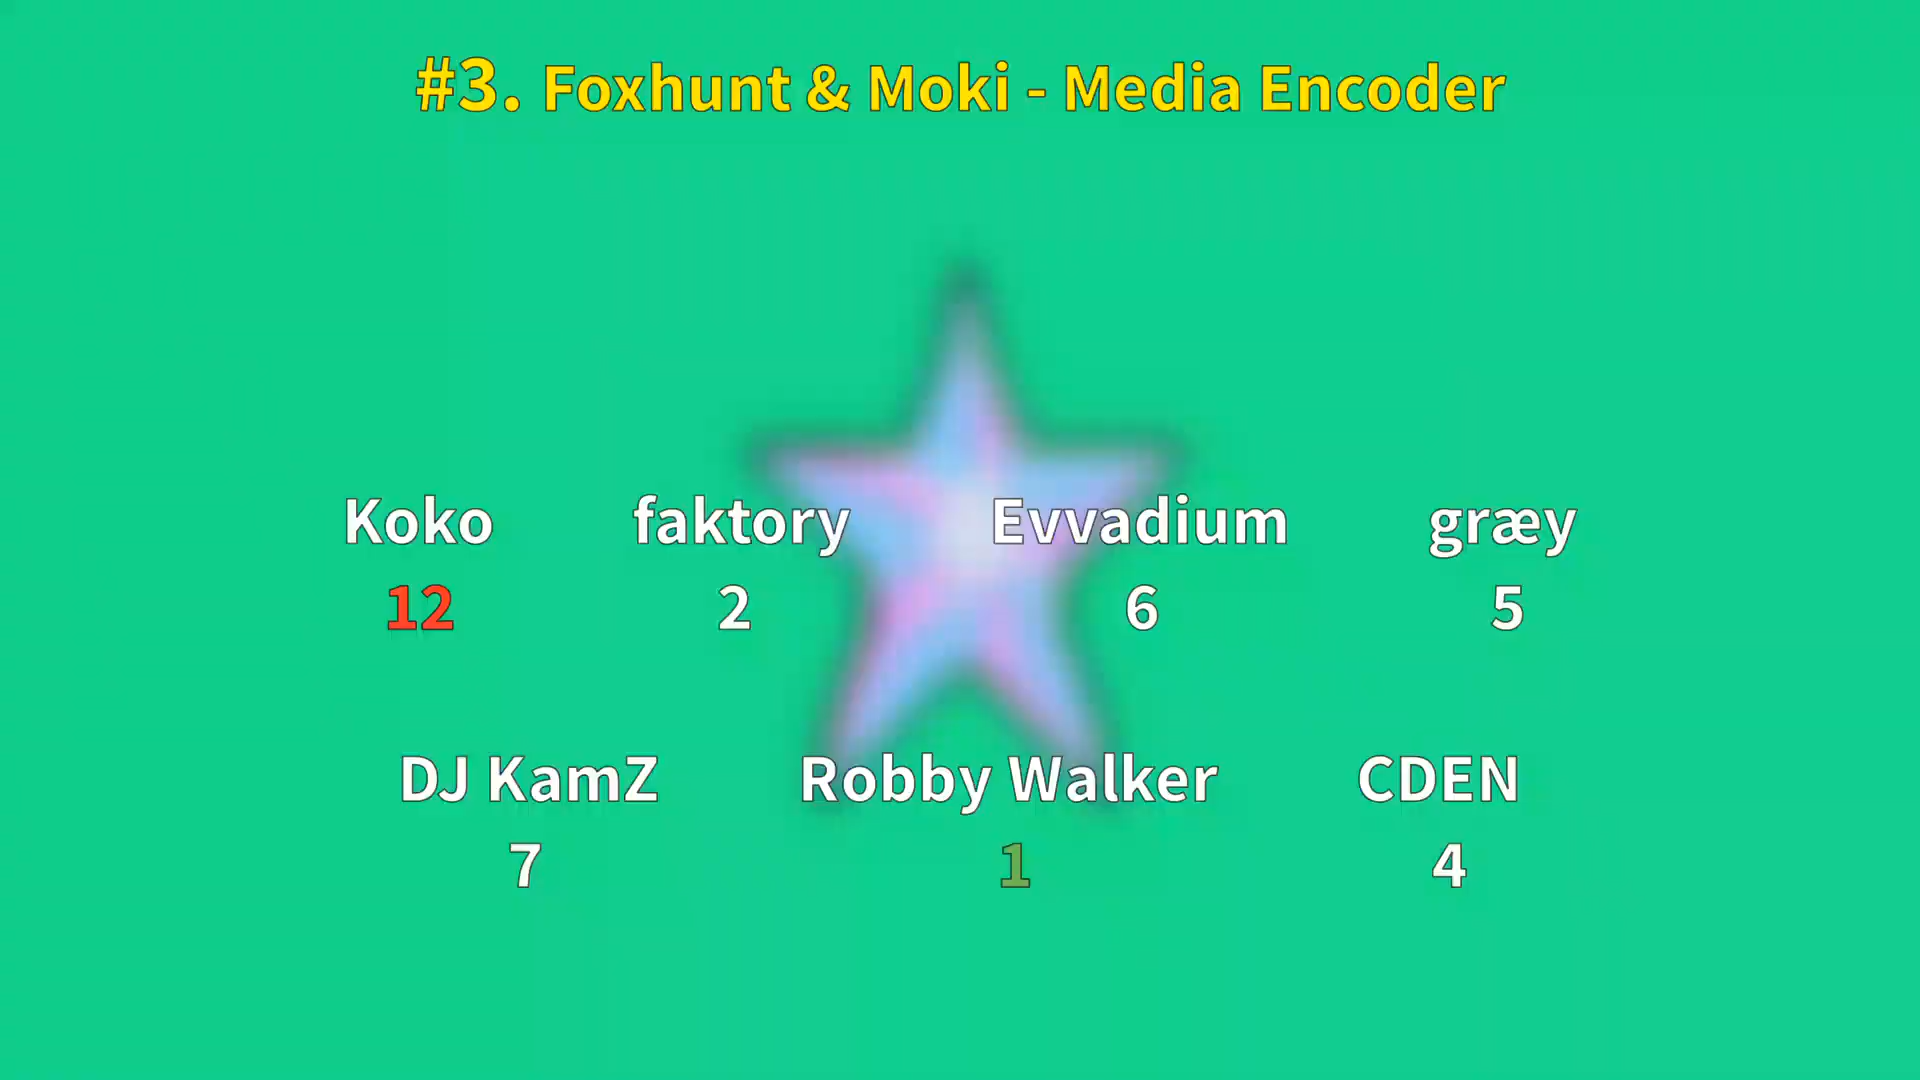 #3. Foxhunt & Moki - Media Encoder
Koko faktory Evvadium græy
12 2 6 5
DJ KamZ Robby Walker CDEN
7 1 4